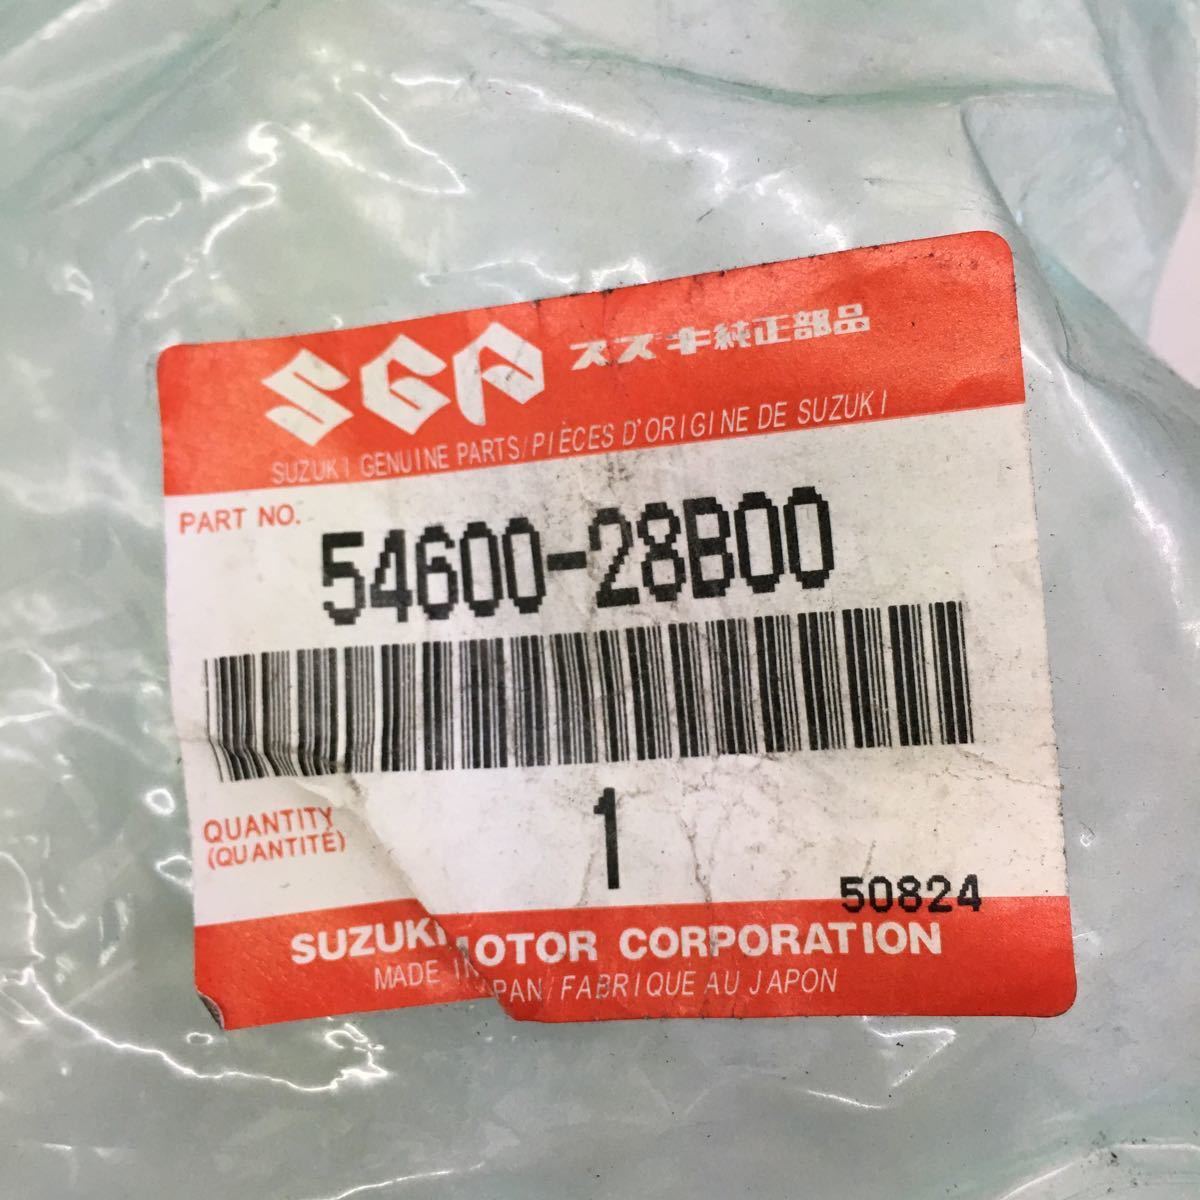 SGP スズキ純正部品
SUZUKI GENUINE PARTS/PIÈCES D'ORIGINE DE SUZUKI
PART NO. 54600-28B00
QUANTITY 1
(QUANTITÉ)
50824
SUZUKI MOTOR CORPORATION
MADE IN PAN/FABRIQUE AU JAPON